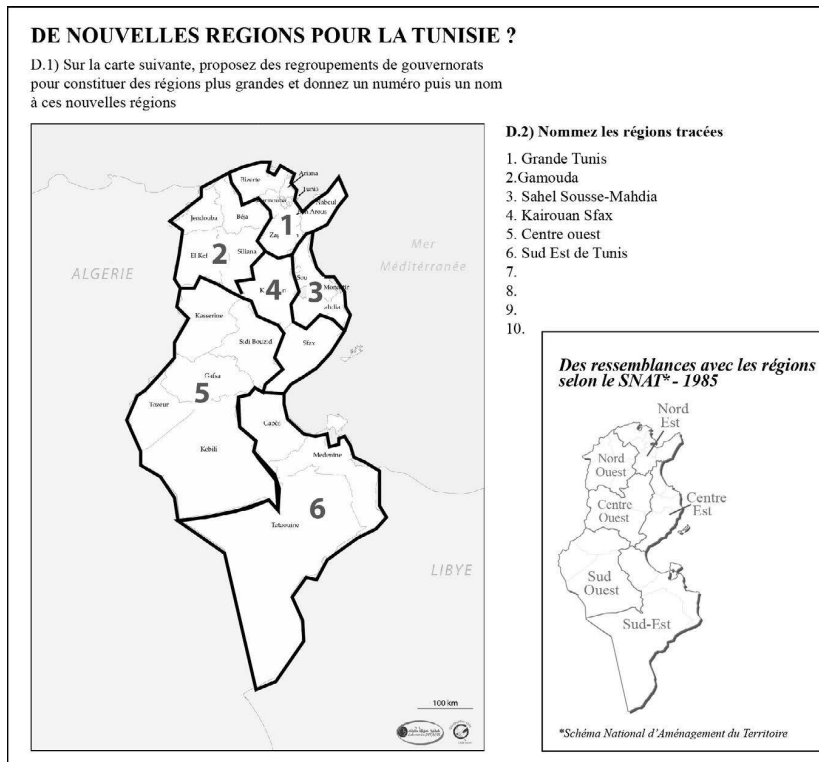 DE NOUVELLES REGIONS POUR LA TUNISIE ?
D.1) Sur la carte suivante, proposez des regroupements de gouvernorats
pour constituer des régions plus grandes et donnez un numéro puis un nom
à ces nouvelles régions
Bizerte
Ariana
Tunis
Nabeul
Jendouba
Béja
1
El Kef
2
Siliana
ALGERIE
Mer
Méditérranée
4
3
Kasserine
Sidi Bouzid
Sfax
Gafsa
5
Tozeur
Gabès
Kebili
Medenine
6
Tataouine
LIBYE
100 km
D.2) Nommez les régions tracées
1. Grande Tunis
2.Gamouda
3. Sahel Sousse-Mahdia
4. Kairouan Sfax
5. Centre ouest
6. Sud Est de Tunis
7.
8.
9.
10.
Des ressemblances avec les régions
selon le SNAT* - 1985
Nord
Est
Nord
Ouest
Centre
Est
Centre
Ouest
Sud
Ouest
Sud-Est
*Schéma National d'Aménagement du Territoire